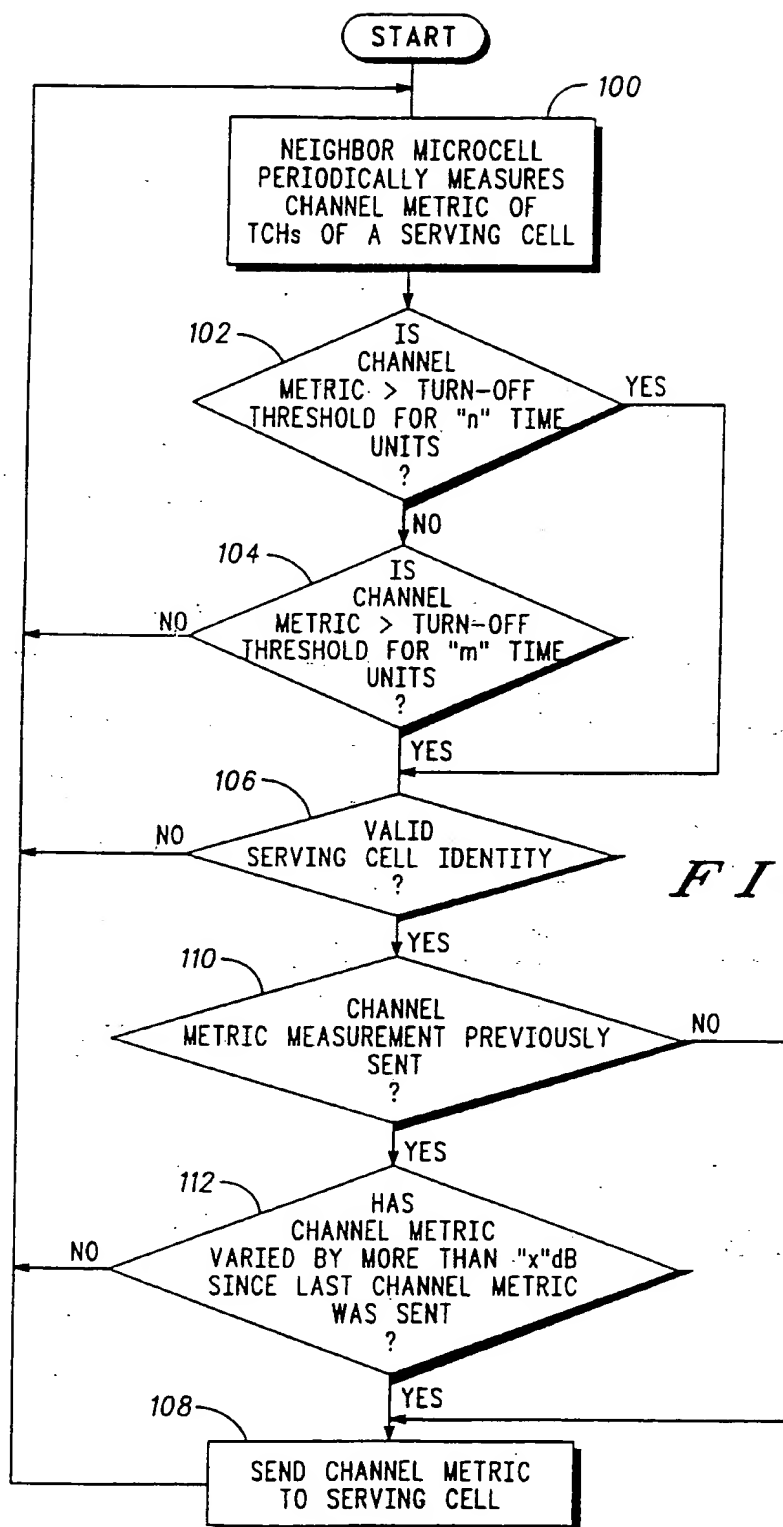 START
100
NEIGHBOR MICROCELL
PERIODICALLY MEASURES
CHANNEL METRIC OF
TCHs OF A SERVING CELL
102
IS
CHANNEL
METRIC > TURN-OFF
THRESHOLD FOR "n" TIME
UNITS
?
YES
NO
104
IS
CHANNEL
METRIC > TURN-OFF
THRESHOLD FOR "m" TIME
UNITS
?
NO
YES
106
VALID
SERVING CELL IDENTITY
?
NO
YES
F I
110
CHANNEL
METRIC MEASUREMENT PREVIOUSLY
SENT
?
NO
YES
112
HAS
CHANNEL METRIC
VARIED BY MORE THAN "x"dB
SINCE LAST CHANNEL METRIC
WAS SENT
?
NO
YES
108
SEND CHANNEL METRIC
TO SERVING CELL